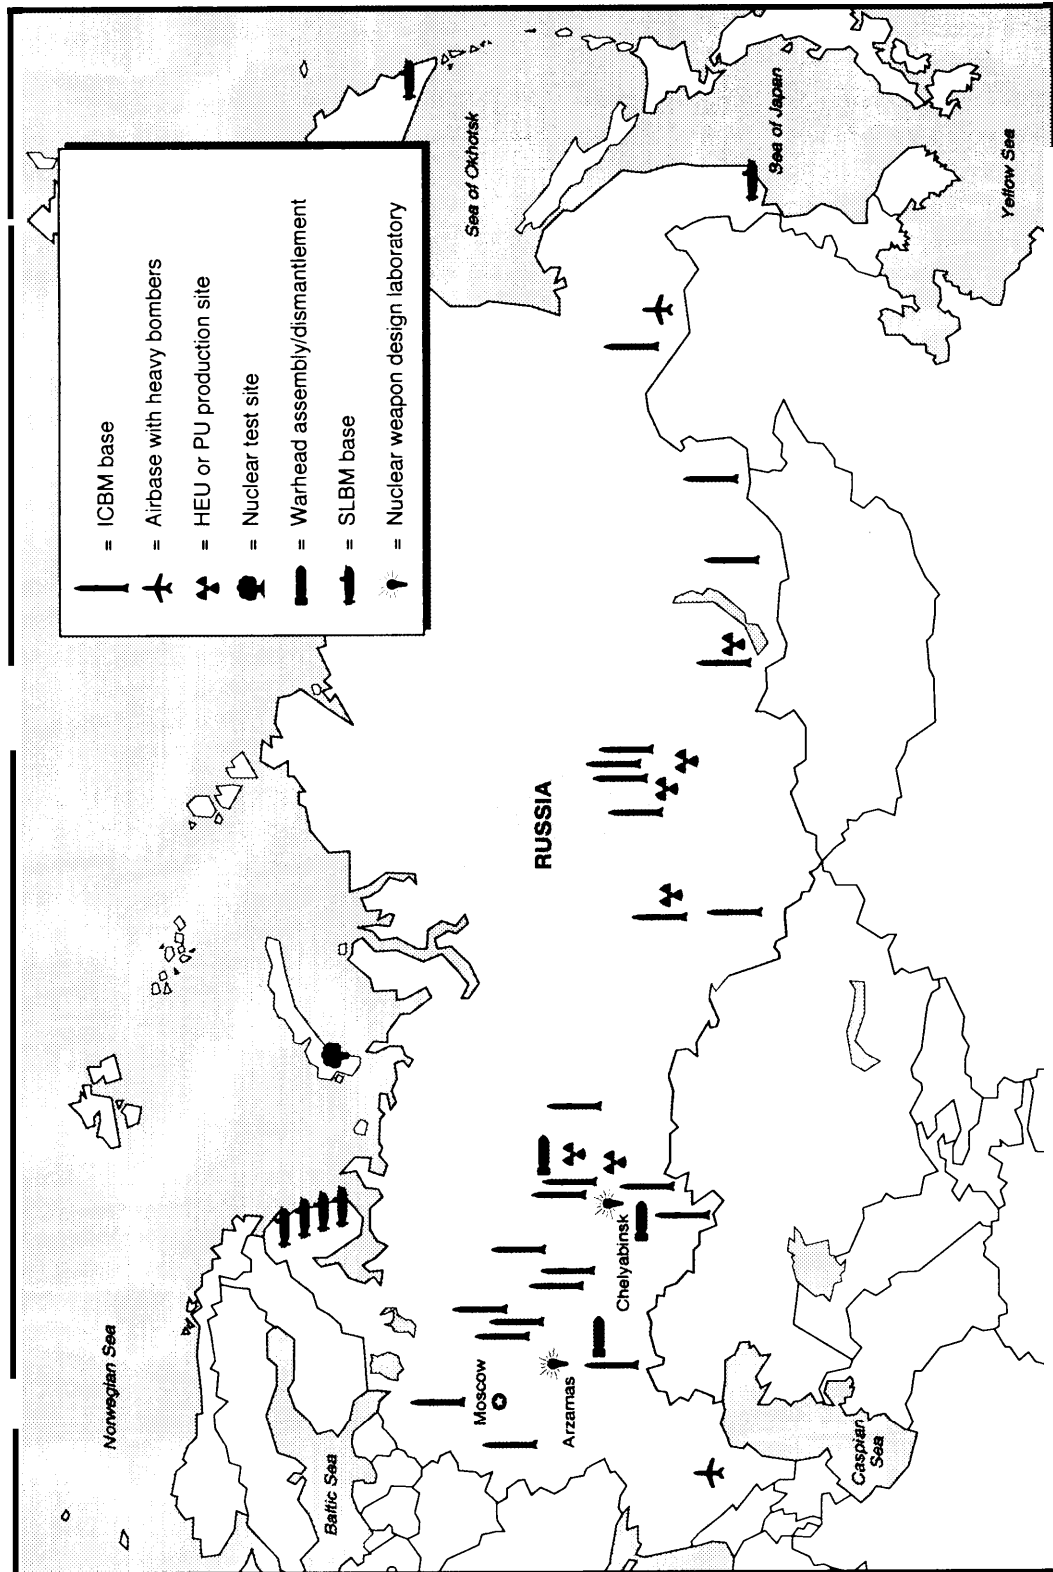 = ICBM base
= Airbase with heavy bombers
= HEU or PU production site
= Nuclear test site
= Warhead assembly/dismantlement
= SLBM base
= Nuclear weapon design laboratory
Norwegian Sea
Baltic Sea
Moscow
Arzamas
Chelyabinsk
Caspian
Sea
RUSSIA
Sea of Okhotsk
Sea of Japan
Yellow Sea